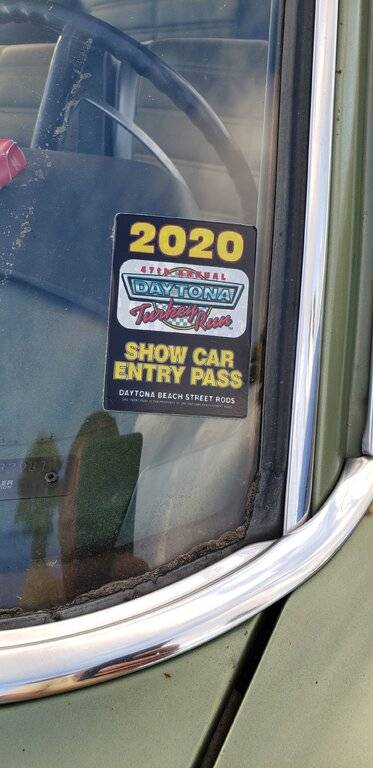 2020
47th ANNUAL
DAYTONA
Turkey Run
SHOW CAR
ENTRY PASS
DAYTONA BEACH STREET RODS